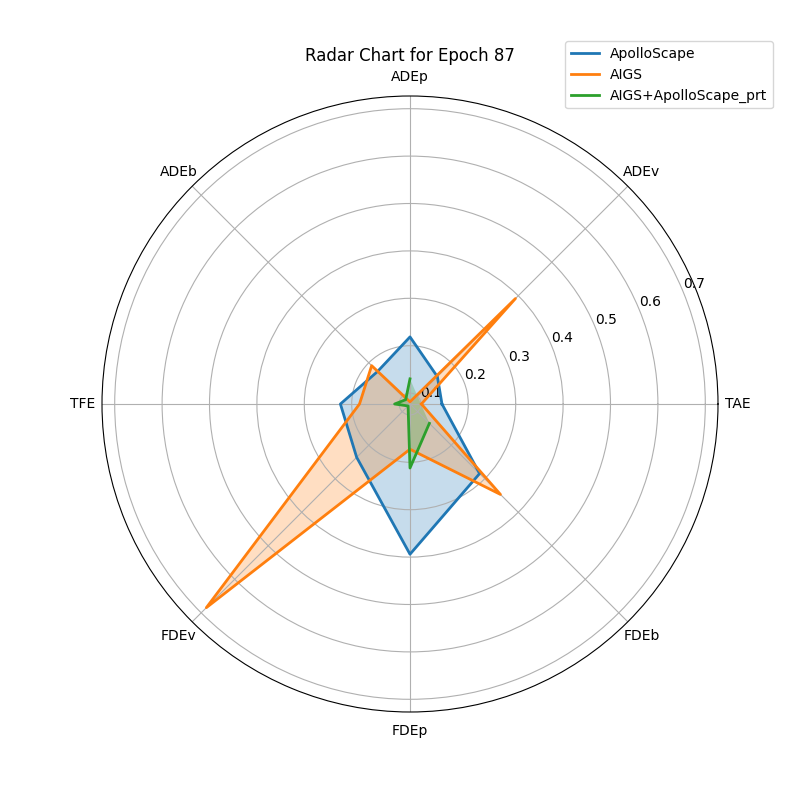 Radar Chart for Epoch 87
ApolloScape
AIGS
AIGS+ApolloScape_prt
ADEp
ADEb
ADEv
0.7
0.6
0.5
0.4
0.3
0.2
0.1
TFE
TAE
FDEv
FDEb
FDEp